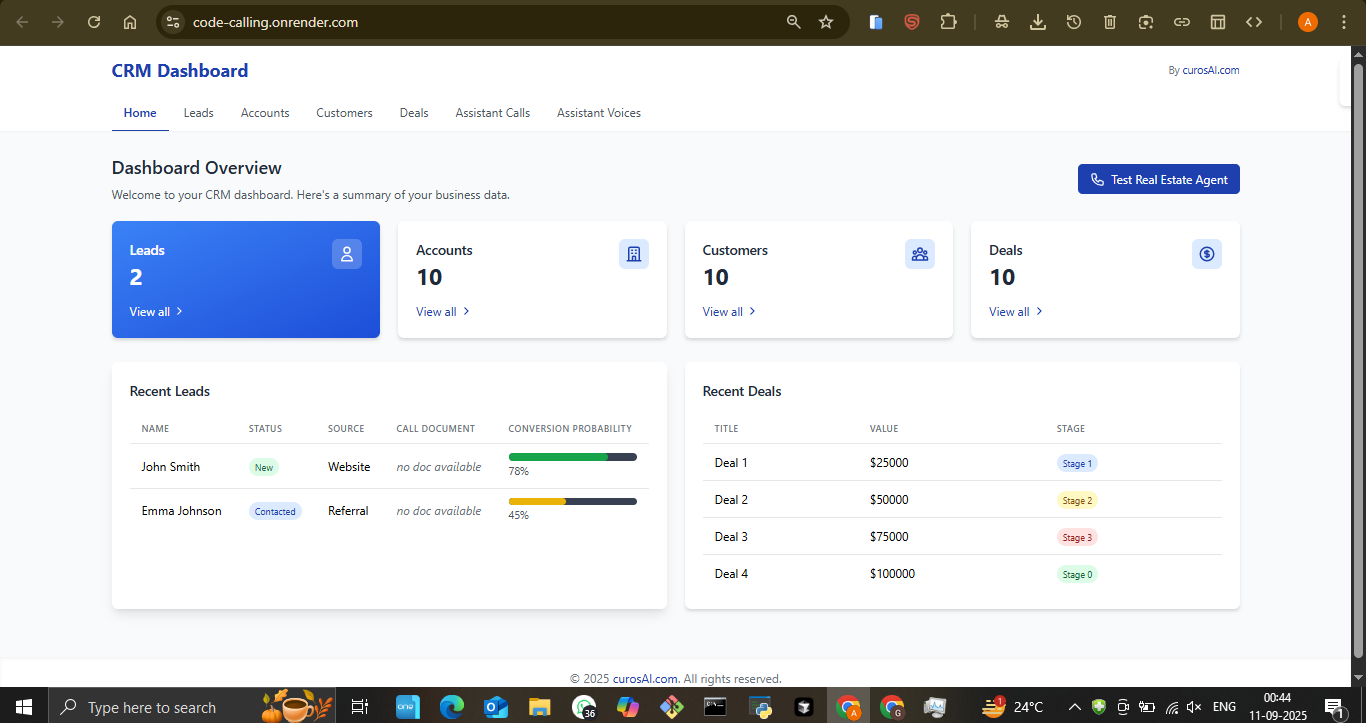 code-calling.onrender.com
A
CRM Dashboard
By curosAI.com
Home Leads Accounts Customers Deals Assistant Calls Assistant Voices
Dashboard Overview
Welcome to your CRM dashboard. Here's a summary of your business data.
Test Real Estate Agent
Leads
2
View all
Accounts
10
View all
Customers
10
View all
Deals
10
View all
Recent Leads
NAME STATUS SOURCE CALL DOCUMENT CONVERSION PROBABILITY
John Smith New Website no doc available 78%
Emma Johnson Contacted Referral no doc available 45%
Recent Deals
TITLE VALUE STAGE
Deal 1 $25000 Stage 1
Deal 2 $50000 Stage 2
Deal 3 $75000 Stage 3
Deal 4 $100000 Stage 0
© 2025 curosAI.com. All rights reserved.
Type here to search
one
36
A
G
1
24°C
ENG
00:44
11-09-2025
1